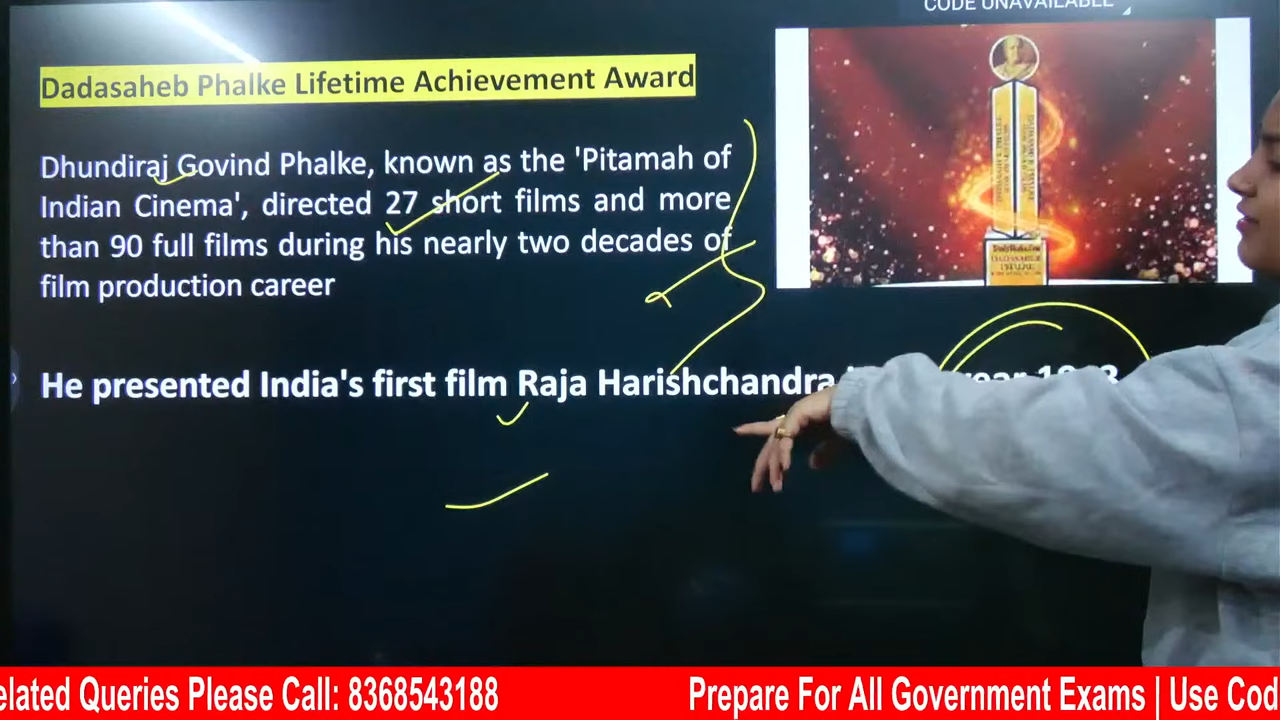 CODE UNAVAILABLE
Dadasaheb Phalke Lifetime Achievement Award
Dhundiraj Govind Phalke, known as the 'Pitamah of
Indian Cinema', directed 27 short films and more
than 90 full films during his nearly two decades of
film production career
He presented India's first film Raja Harishchandra
elated Queries Please Call: 8368543188
Prepare For All Government Exams | Use Cod